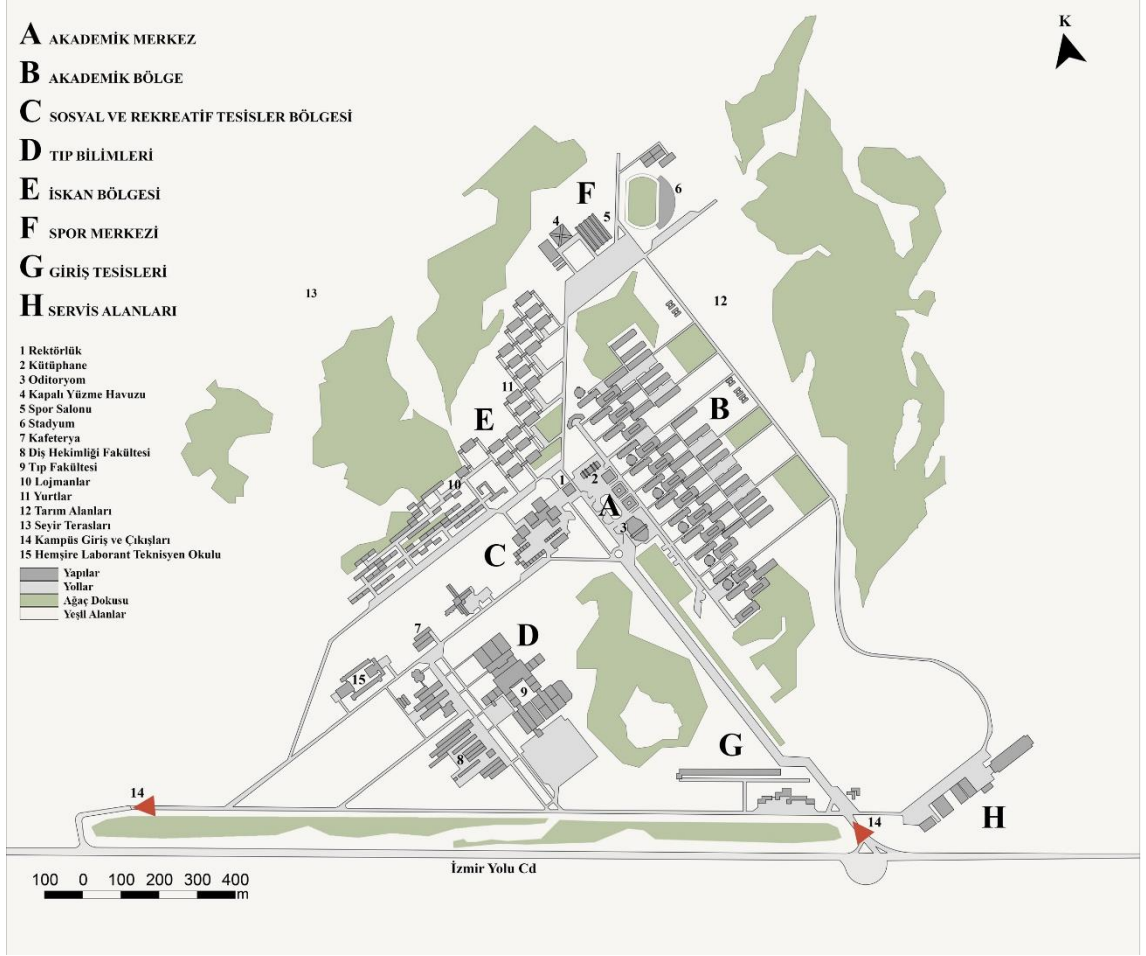 A AKADEMİK MERKEZ
B AKADEMİK BÖLGE
C SOSYAL VE REKREATİF TESİSLER BÖLGESİ
D TIP BİLİMLERİ
E İSKAN BÖLGESİ
F SPOR MERKEZİ
G GİRİŞ TESİSLERİ
H SERVİS ALANLARI
1 Rektörlük
2 Kütüphane
3 Oditoryom
4 Kapalı Yüzme Havuzu
5 Spor Salonu
6 Stadyum
7 Kafeterya
8 Diş Hekimliği Fakültesi
9 Tıp Fakültesi
10 Lojmanlar
11 Yurtlar
12 Tarım Alanları
13 Seyir Terasları
14 Kampüs Giriş ve Çıkışları
15 Hemşire Laborant Teknisyen Okulu
Yapılar
Yollar
Ağaç Dokusu
Yeşil Alanlar
K
F
6
4
5
13
12
11
B
E
10
1
2
A
3
C
7
D
15
9
8
G
14
14
H
İzmir Yolu Cd
100 0 100 200 300 400
m